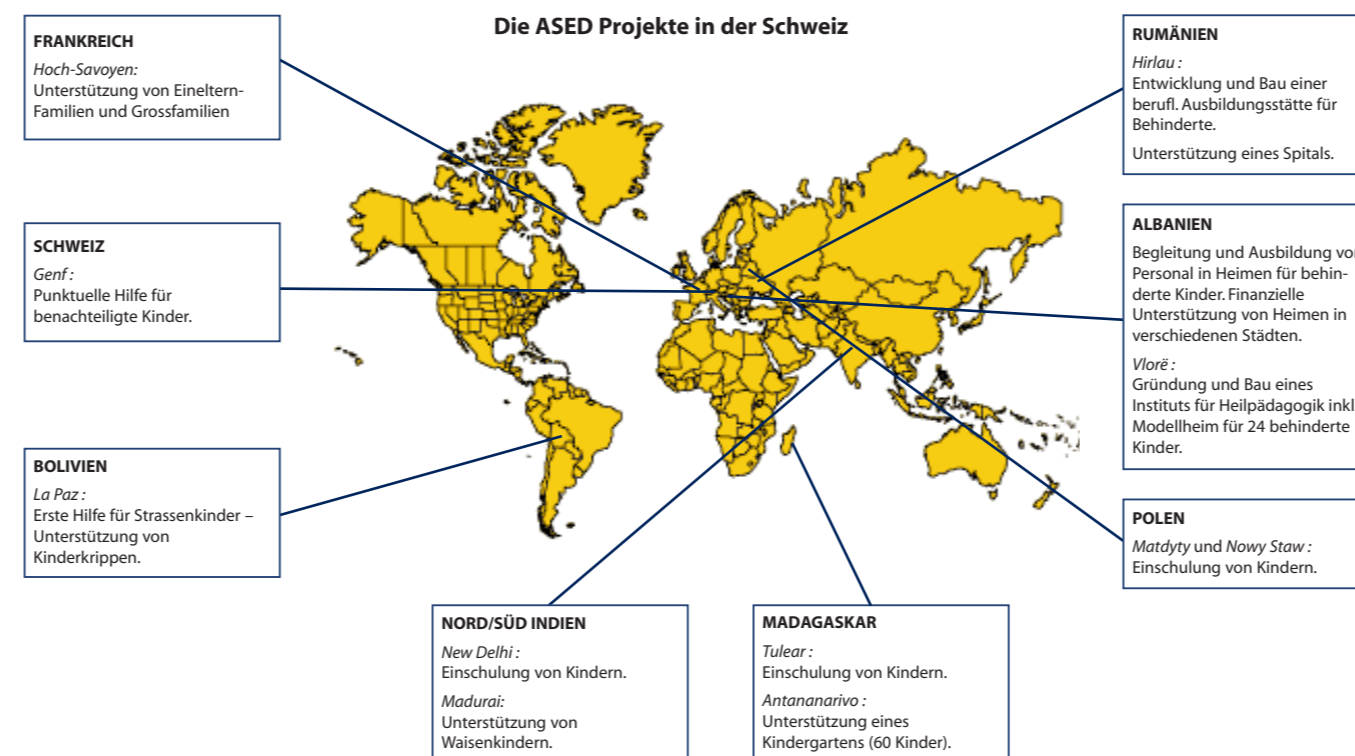 Die ASED Projekte in der Schweiz
FRANKREICH
Hoch-Savoyen:
Unterstützung von Eineltern-
Familien und Grossfamilien
SCHWEIZ
Genf :
Punktuelle Hilfe für
benachteiligte Kinder.
BOLIVIEN
La Paz :
Erste Hilfe für Strassenkinder –
Unterstützung von
Kinderkrippen.
NORD/SÜD INDIEN
New Delhi :
Einschulung von Kindern.
Madurai:
Unterstützung von
Waisenkindern.
MADAGASKAR
Tulear :
Einschulung von Kindern.
Antananarivo :
Unterstützung eines
Kindergartens (60 Kinder).
RUMÄNIEN
Hirlau :
Entwicklung und Bau einer
berufl. Ausbildungsstätte für
Behinderte.
Unterstützung eines Spitals.
ALBANIEN
Begleitung und Ausbildung vo
Personal in Heimen für behin-
derte Kinder. Finanzielle
Unterstützung von Heimen in
verschiedenen Städten.
Vlorë :
Gründung und Bau eines
Instituts für Heilpädagogik inkl
Modellheim für 24 behinderte
Kinder.
POLEN
Matdyty und Nowy Staw :
Einschulung von Kindern.